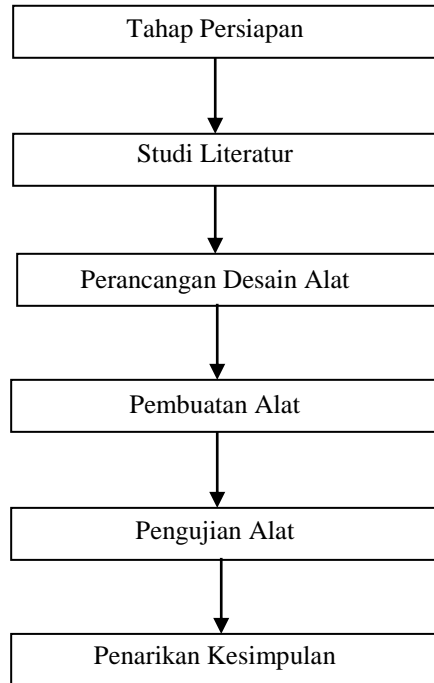 Tahap Persiapan
Studi Literatur
Perancangan Desain Alat
Pembuatan Alat
Pengujian Alat
Penarikan Kesimpulan